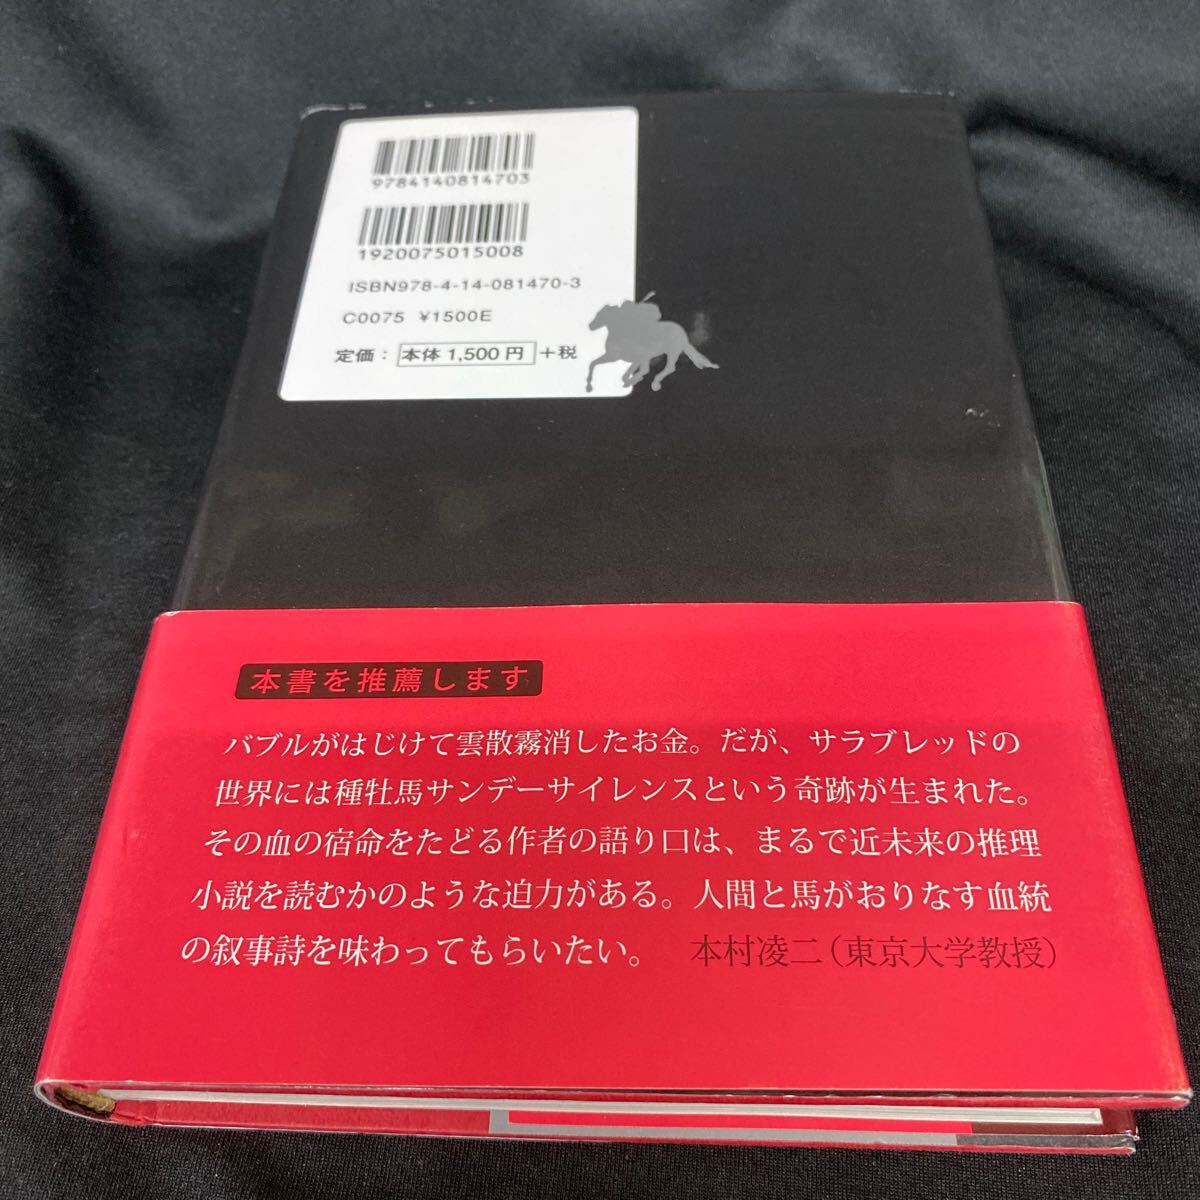 9784140814703
1920075015008
ISBN978-4-14-081470-3
C0075 ¥1500E
定価：本体1,500円+税
本書を推薦します
バブルがはじけて雲散霧消したお金。だが、サラブレッドの
世界には種牡馬サンデーサイレンスという奇跡が生まれた。
その血の宿命をたどる作者の語り口は、まるで近未来の推理
小説を読むかのような迫力がある。人間と馬がおりなす血統
の叙事詩を味わってもらいたい。 本村凌二（東京大学教授）